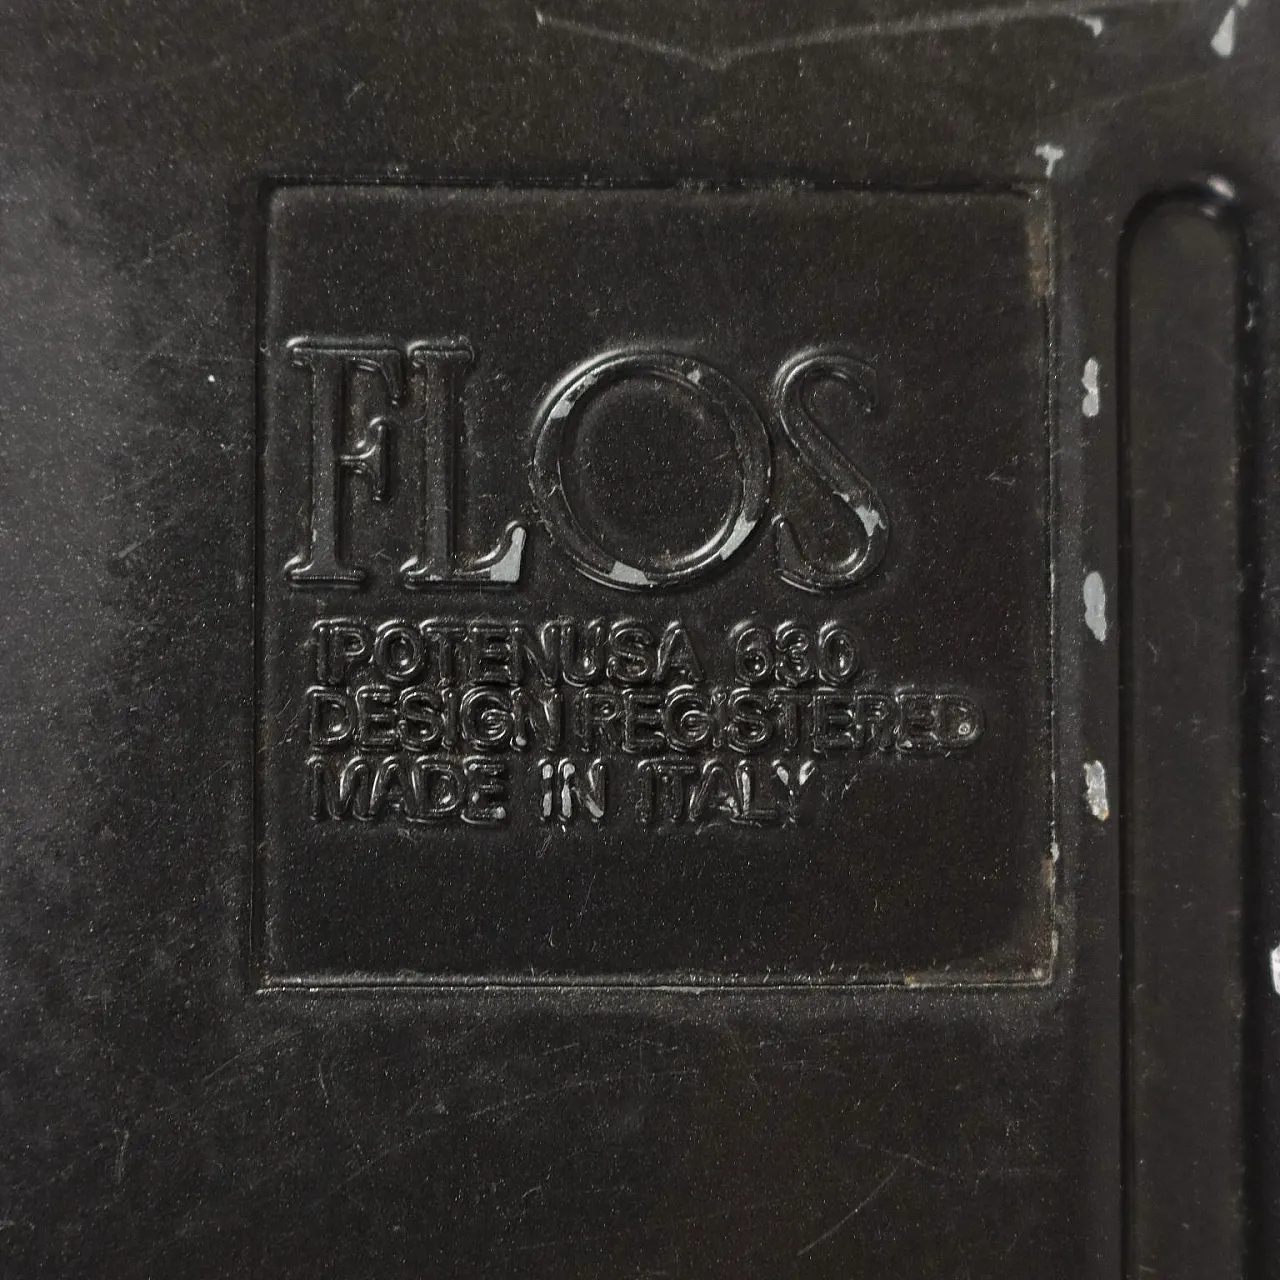 FLOS
IPOTENUSA 630
DESIGN REGISTERED
MADE IN ITALY